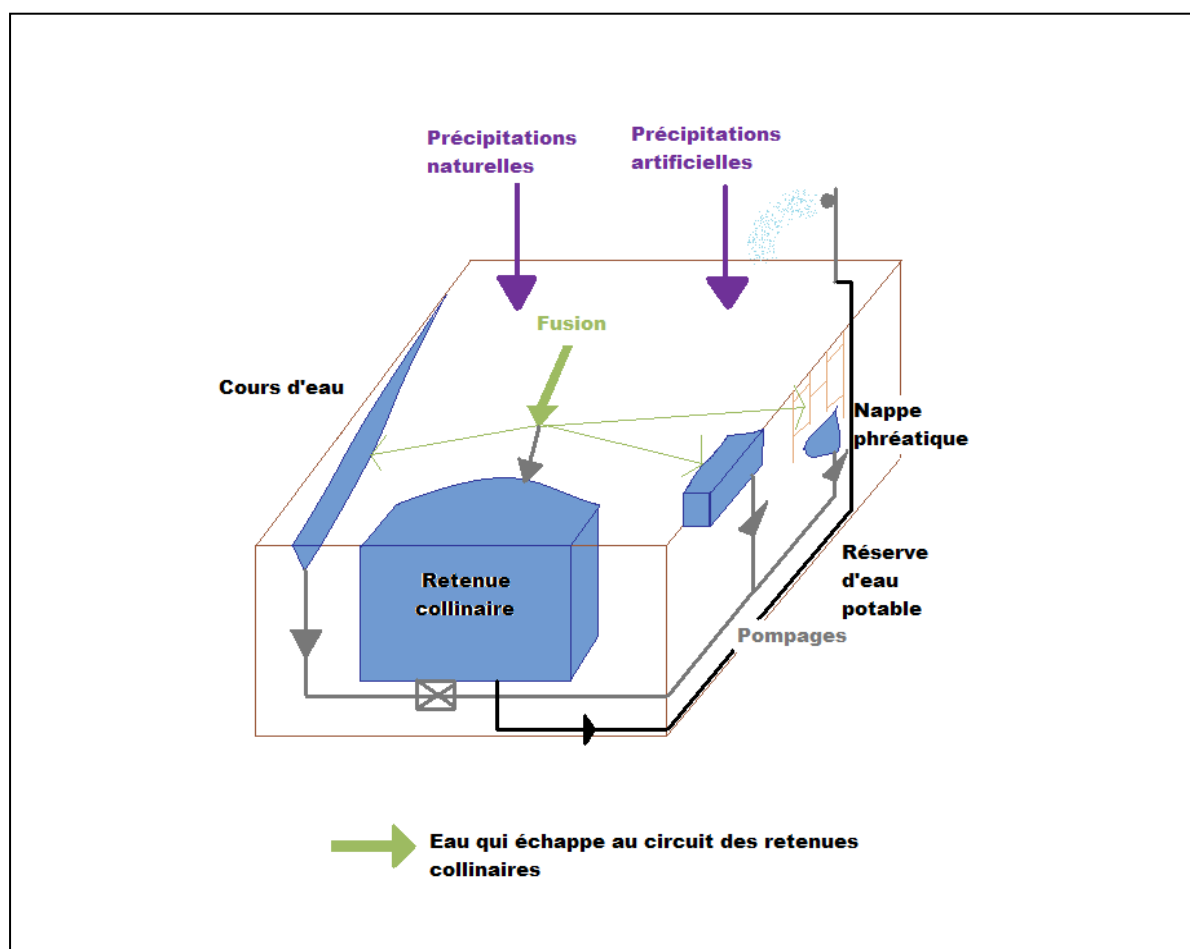 Précipitations
naturelles
Précipitations
artificielles
Fusion
Cours d'eau
Nappe
phréatique
Retenue
collinaire
Réserve
d'eau
potable
Pompages
Eau qui échappe au circuit des retenues
collinaires